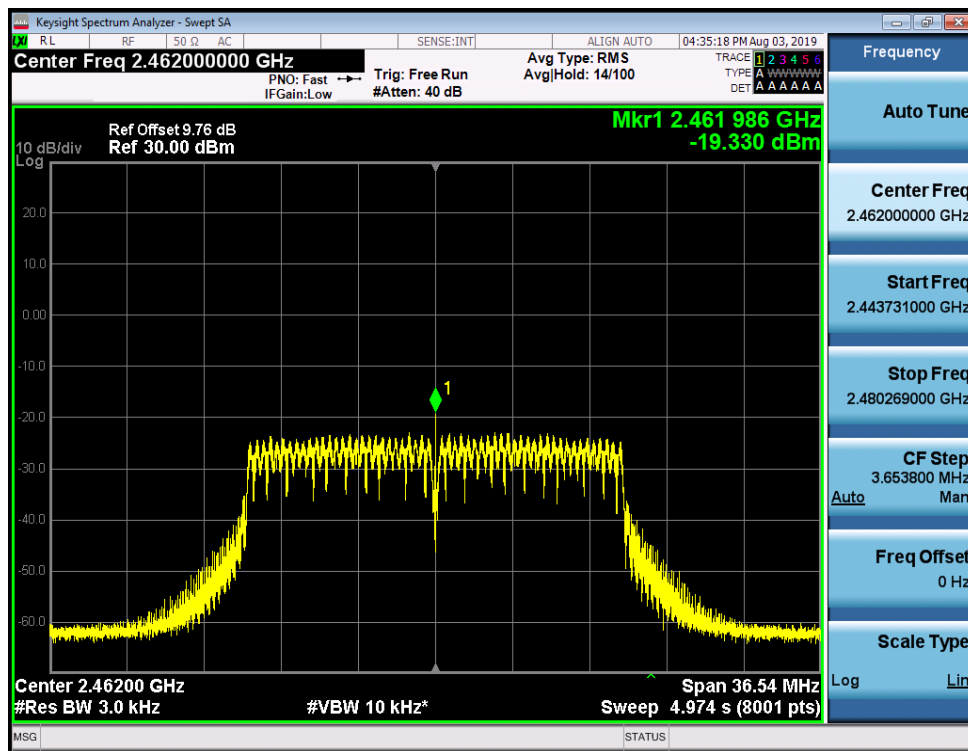 Keysight Spectrum Analyzer - Swept SA
LXI RL RF 50 Ω AC SENSE:INT ALIGN AUTO 04:35:18 PM Aug 03, 2019
Center Freq 2.462000000 GHz
PNO: Fast
IFGain:Low
Trig: Free Run
#Atten: 40 dB
Avg Type: RMS
Avg|Hold: 14/100
TRACE 1 2 3 4 5 6
TYPE A WWWWW
DET A A A A A A
Mkr1 2.461 986 GHz
-19.330 dBm
Ref Offset 9.76 dB
10 dB/div Ref 30.00 dBm
Log
20.0
10.0
0.00
-10.0
-20.0
-30.0
-40.0
-50.0
-60.0
1
Center 2.46200 GHz Span 36.54 MHz
#Res BW 3.0 kHz #VBW 10 kHz* Sweep 4.974 s (8001 pts)
MSG STATUS
Frequency
Auto Tune
Center Freq
2.462000000 GHz
Start Freq
2.443731000 GHz
Stop Freq
2.480269000 GHz
CF Step
3.653800 MHz
Auto Man
Freq Offset
0 Hz
Scale Type
Log Lin